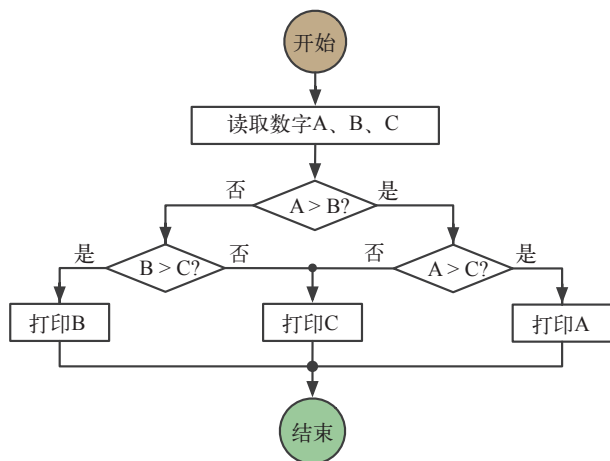 开始
读取数字A、B、C
否
A > B?
是
是
B > C?
否
否
A > C?
是
打印B
打印C
打印A
结束